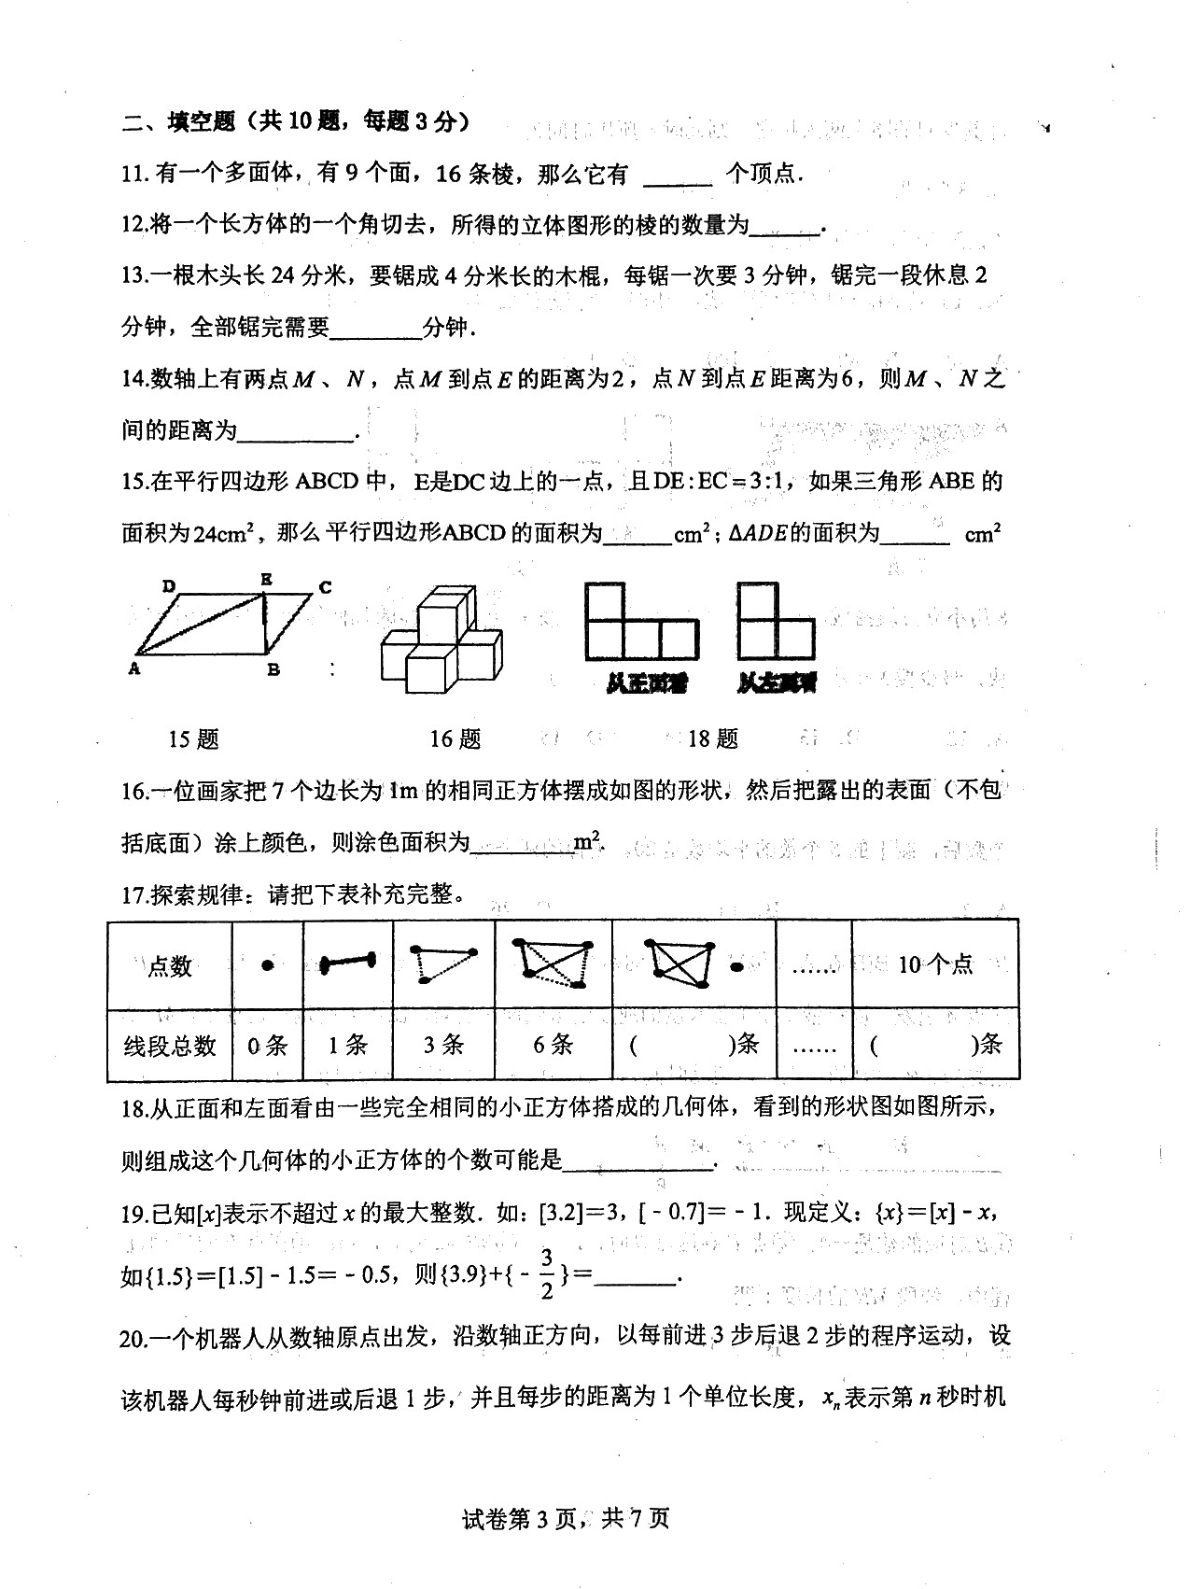 二、填空题（共 10 题，每题 3 分）
11. 有一个多面体，有 9 个面，16 条棱，那么它有 ______ 个顶点．
12.将一个长方体的一个角切去，所得的立体图形的棱的数量为______．
13.一根木头长 24 分米，要锯成 4 分米长的木棍，每锯一次要 3 分钟，锯完一段休息 2
分钟，全部锯完需要________分钟．
14.数轴上有两点M 、 N ，点M 到点E 的距离为2，点N 到点E距离为6，则M 、 N 之
间的距离为__________.
15.在平行四边形 ABCD 中， E是DC 边上的一点，且DE:EC=3:1，如果三角形 ABE 的
面积为24cm²，那么 平行四边形ABCD 的面积为______cm²；ΔADE的面积为______ cm²
D E C
A B
:
从正面看 从左面看
15 题 16 题 18 题
16.一位画家把 7 个边长为 1m 的相同正方体摆成如图的形状，然后把露出的表面（不包
括底面）涂上颜色，则涂色面积为_________m².
17.探索规律：请把下表补充完整。
点数 …… 10 个点
线段总数 0 条 1 条 3 条 6 条 ( )条 …… ( )条
18.从正面和左面看由一些完全相同的小正方体搭成的几何体，看到的形状图如图所示，
则组成这个几何体的小正方体的个数可能是_____________.
19.已知[x]表示不超过 x 的最大整数．如：[3.2]＝3，[﹣0.7]＝﹣1．现定义：{x}＝[x]﹣x，
如{1.5}＝[1.5]﹣1.5＝﹣0.5，则{3.9}+{﹣3/2}＝_______.
20.一个机器人从数轴原点出发，沿数轴正方向，以每前进 3 步后退 2 步的程序运动，设
该机器人每秒钟前进或后退 1 步，并且每步的距离为 1 个单位长度，xₙ表示第 n 秒时机
试卷第 3 页，共 7 页